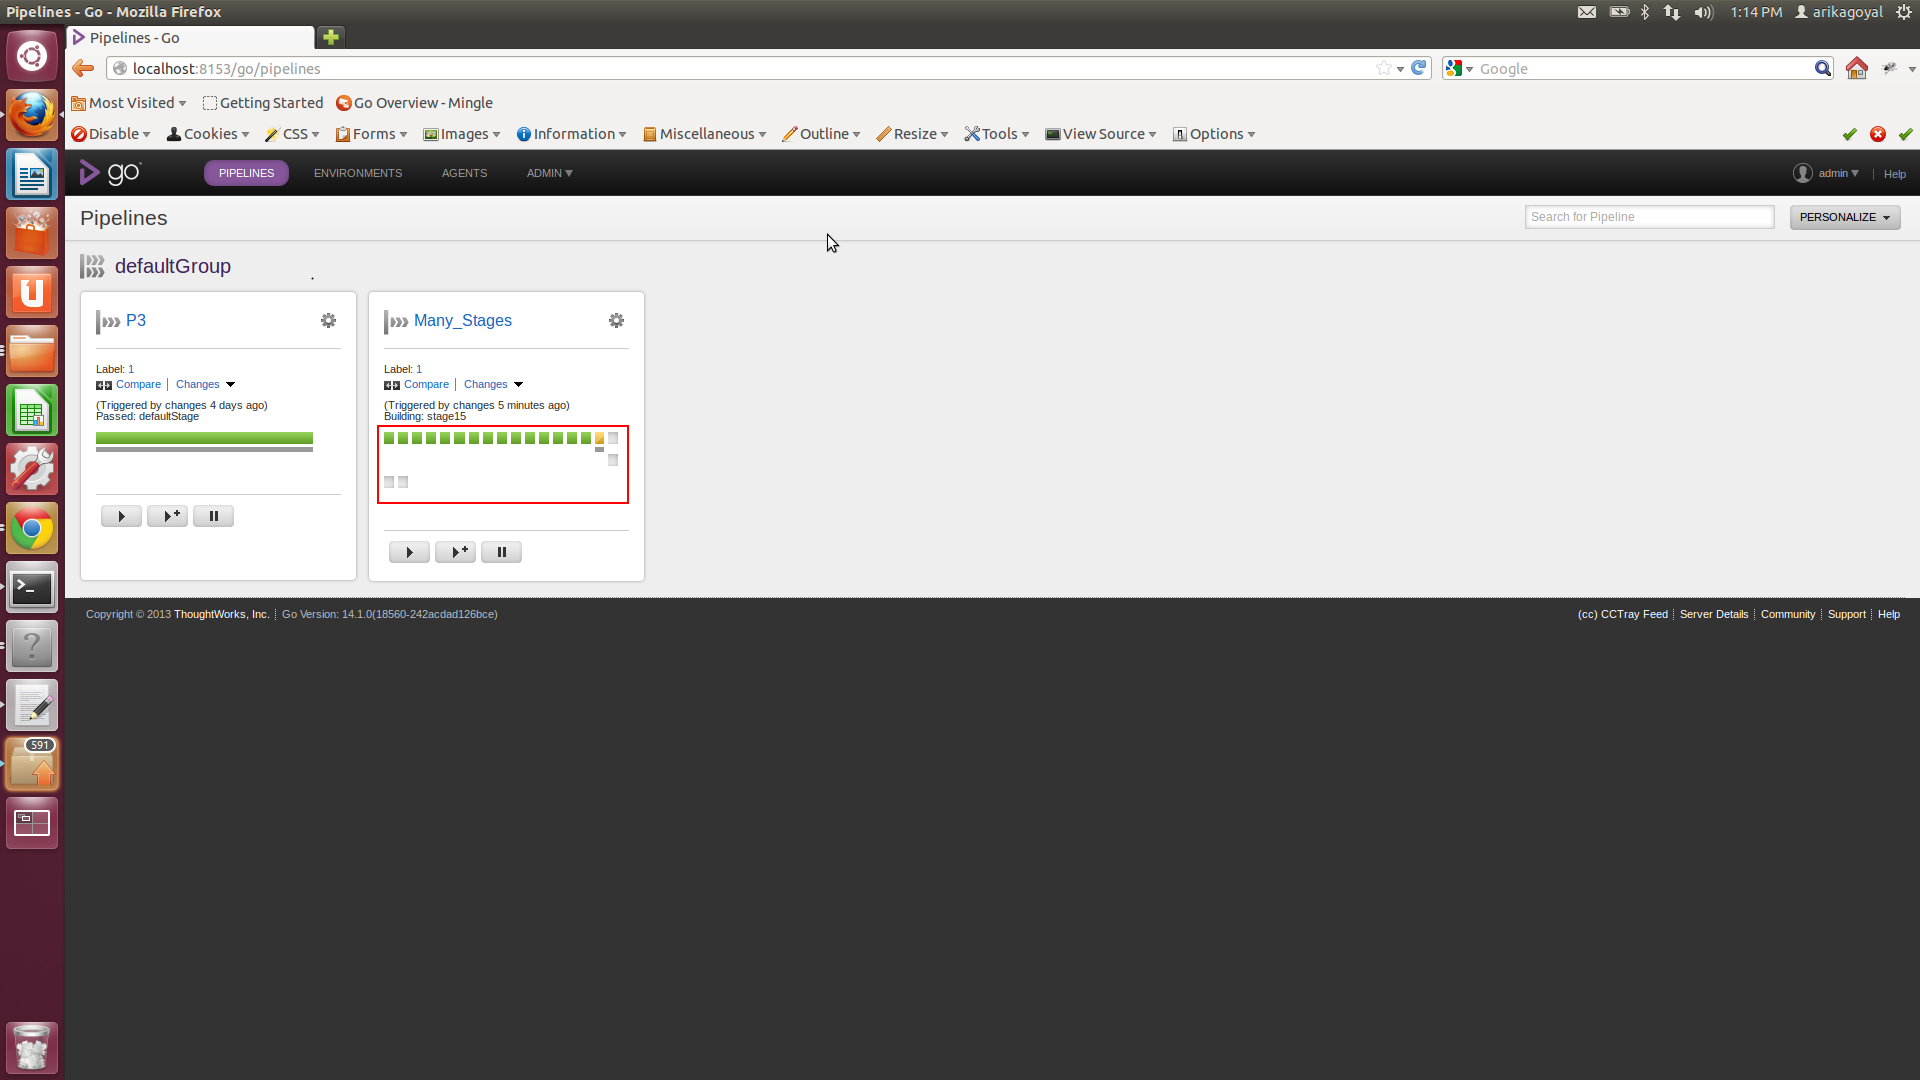 Pipelines - Go - Mozilla Firefox
1:14 PM arikagoyal
Pipelines - Go
localhost:8153/go/pipelines
Google
Most Visited Getting Started Go Overview - Mingle
Disable Cookies CSS Forms Images Information Miscellaneous Outline Resize Tools View Source Options
go PIPELINES ENVIRONMENTS AGENTS ADMIN admin | Help
Pipelines
Search for Pipeline
PERSONALIZE
defaultGroup
P3
Label: 1
Compare Changes
(Triggered by changes 4 days ago)
Passed: defaultStage
Many_Stages
Label: 1
Compare Changes
(Triggered by changes 5 minutes ago)
Building: stage15
Copyright © 2013 ThoughtWorks, Inc. Go Version: 14.1.0(18560-242acdad126bce)
(cc) CCTray Feed Server Details Community Support Help
591